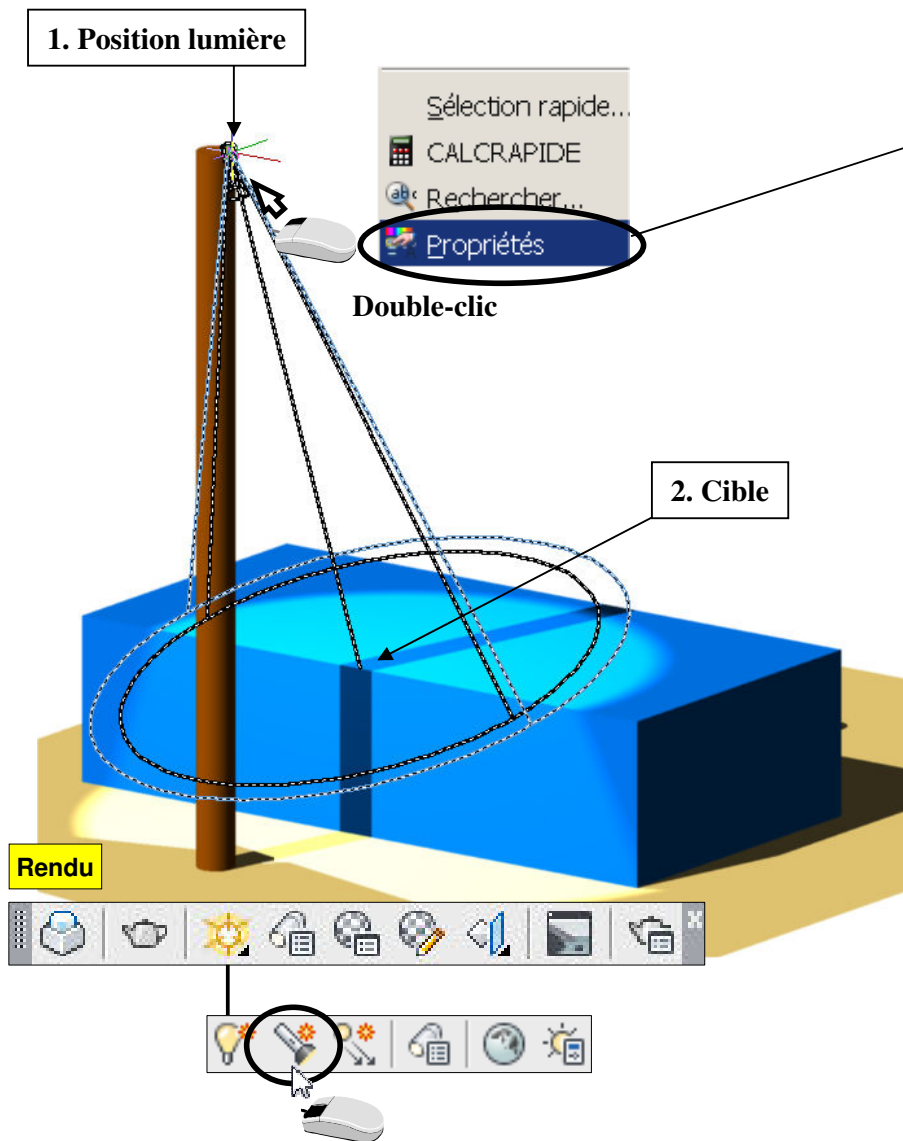 1. Position lumière
Sélection rapide...
CALCRAPIDE
Rechercher...
Propriétés
Double-clic
2. Cible
Rendu